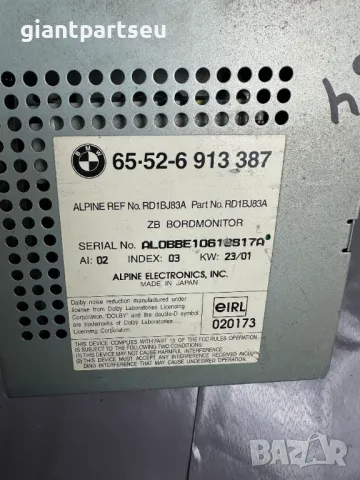 giantpartseu
BMW
65-52-6 913 387
ALPINE REF No. RD1BJ83A Part No. RD1BJ83A
ZB BORDMONITOR
SERIAL No.
AI: 02 INDEX: 03 KW: 23/01
ALPINE ELECTRONICS, INC.
MADE IN JAPAN
Dolby noise reduction manufactured under
license from Dolby Laboratories Licensing
Corporation. "DOLBY" and the double-D symbol
are trademarks of Dolby Laboratories
Licensing Corporation.
eIRL
020173
THIS DEVICE COMPLIES WITH PART 15 OF THE FCC RULES OPERATION
IS SUBJECT TO THE FOLLOWING TWO CONDITIONS:
(1) THIS DEVICE MAY NOT CAUSE HARMFUL INTERFERENCE, AND
(2) THIS DEVICE MUST ACCEPT ANY INTERFERENCE RECEIVED INCLUDING
INTERFERENCE THAT MAY CAUSE UNDESIRED OPERATION.
BAZAR